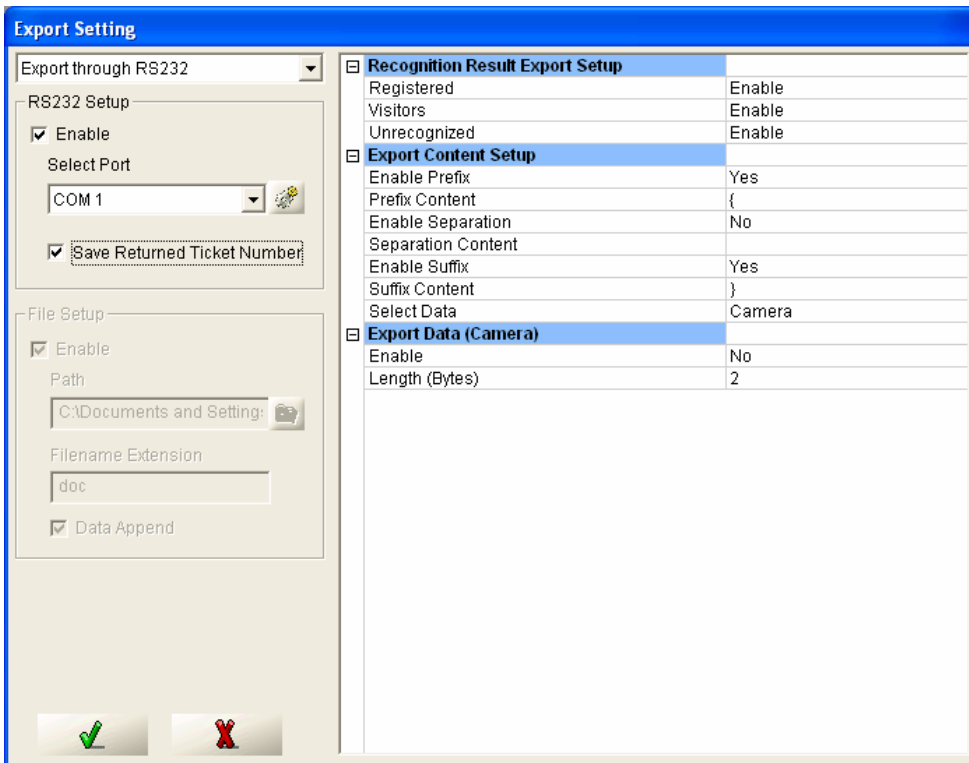 Export Setting
Export through RS232
RS232 Setup
Enable
Select Port
COM 1
Save Returned Ticket Number
File Setup
Enable
Path
C:\Documents and Setting
Filename Extension
doc
Data Append
Recognition Result Export Setup
Registered Enable
Visitors Enable
Unrecognized Enable
Export Content Setup
Enable Prefix Yes
Prefix Content {
Enable Separation No
Separation Content
Enable Suffix Yes
Suffix Content }
Select Data Camera
Export Data (Camera)
Enable No
Length (Bytes) 2